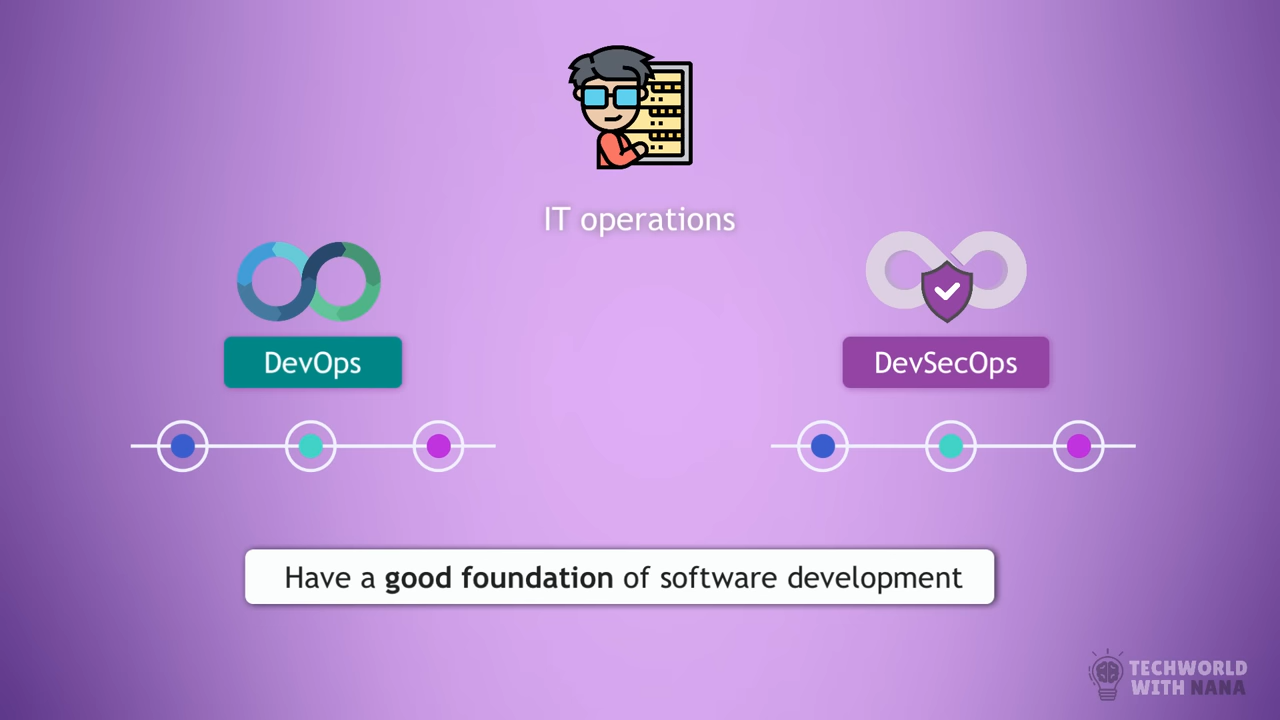 IT operations
DevOps
DevSecOps
Have a good foundation of software development
TECHWORLD
WITH NANA